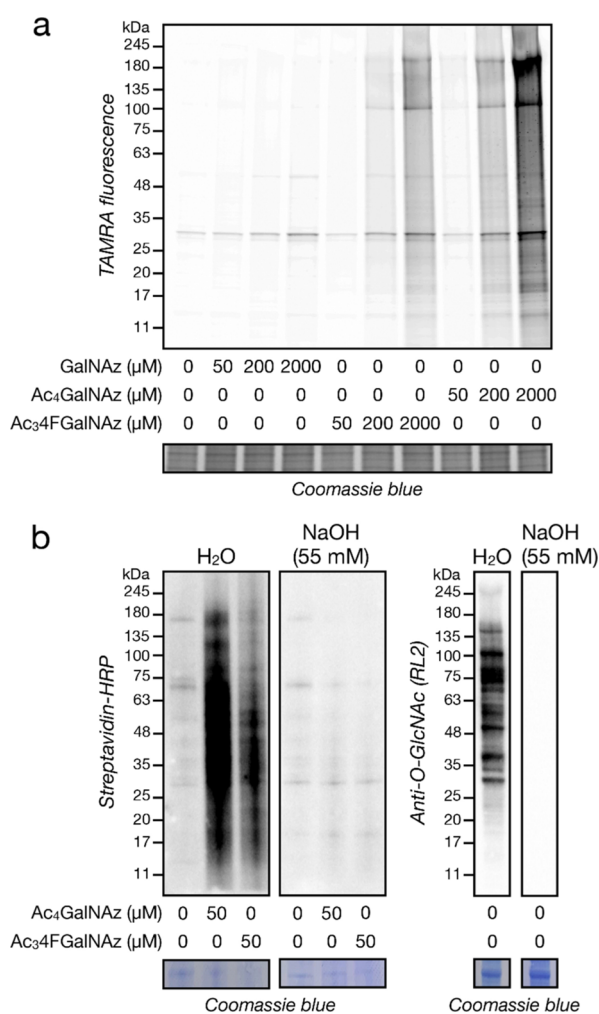 a
kDa
245
180
135
100
75
63
48
35
25
20
17
11
TAMRA fluorescence
GalNAz (µM) 0 50 200 2000 0 0 0 0 0 0
Ac₄GalNAz (µM) 0 0 0 0 0 0 0 50 200 2000
Ac₃4FGalNAz (µM) 0 0 0 0 50 200 2000 0 0 0
Coomassie blue
b
H₂O
NaOH
(55 mM)
kDa
245
180
135
100
75
63
48
35
25
20
17
11
Streptavidin-HRP
Ac₄GalNAz (µM) 0 50 0 0 50 0
Ac₃4FGalNAz (µM) 0 0 50 0 0 50
Coomassie blue
H₂O
NaOH
(55 mM)
kDa
245
180
135
100
75
63
48
35
25
20
17
11
Anti-O-GlcNAc (RL2)
0 0
0 0
Coomassie blue